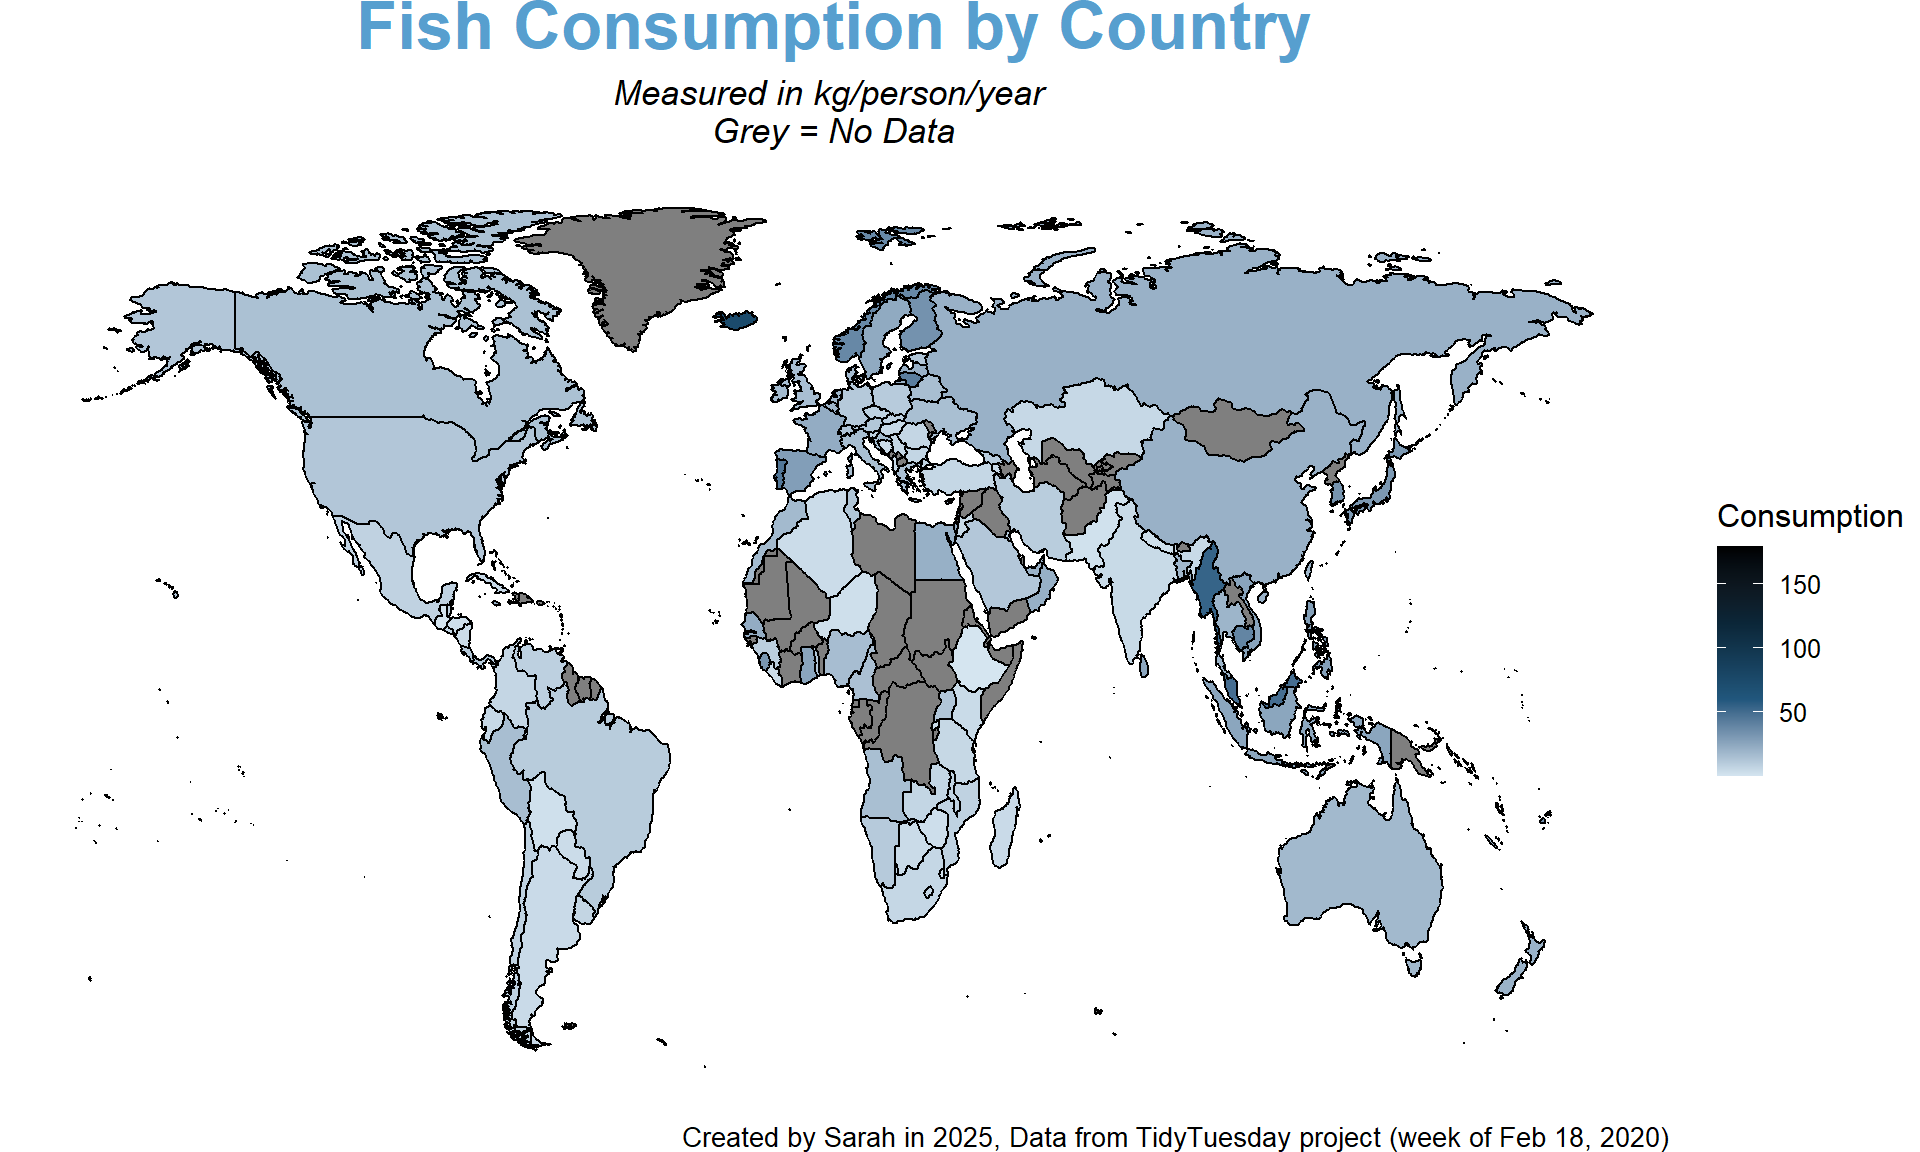 Fish Consumption by Country
Measured in kg/person/year
Grey = No Data
Consumption
150
100
50
Created by Sarah in 2025, Data from TidyTuesday project (week of Feb 18, 2020)